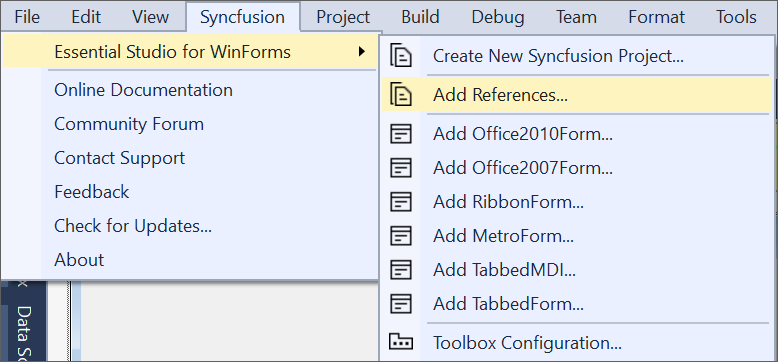 File Edit View Syncfusion Project Build Debug Team Format Tools
Essential Studio for WinForms
Online Documentation
Community Forum
Contact Support
Feedback
Check for Updates...
About
Create New Syncfusion Project...
Add References...
Add Office2010Form...
Add Office2007Form...
Add RibbonForm...
Add MetroForm...
Add TabbedMDI...
Add TabbedForm...
Toolbox Configuration...
Data So